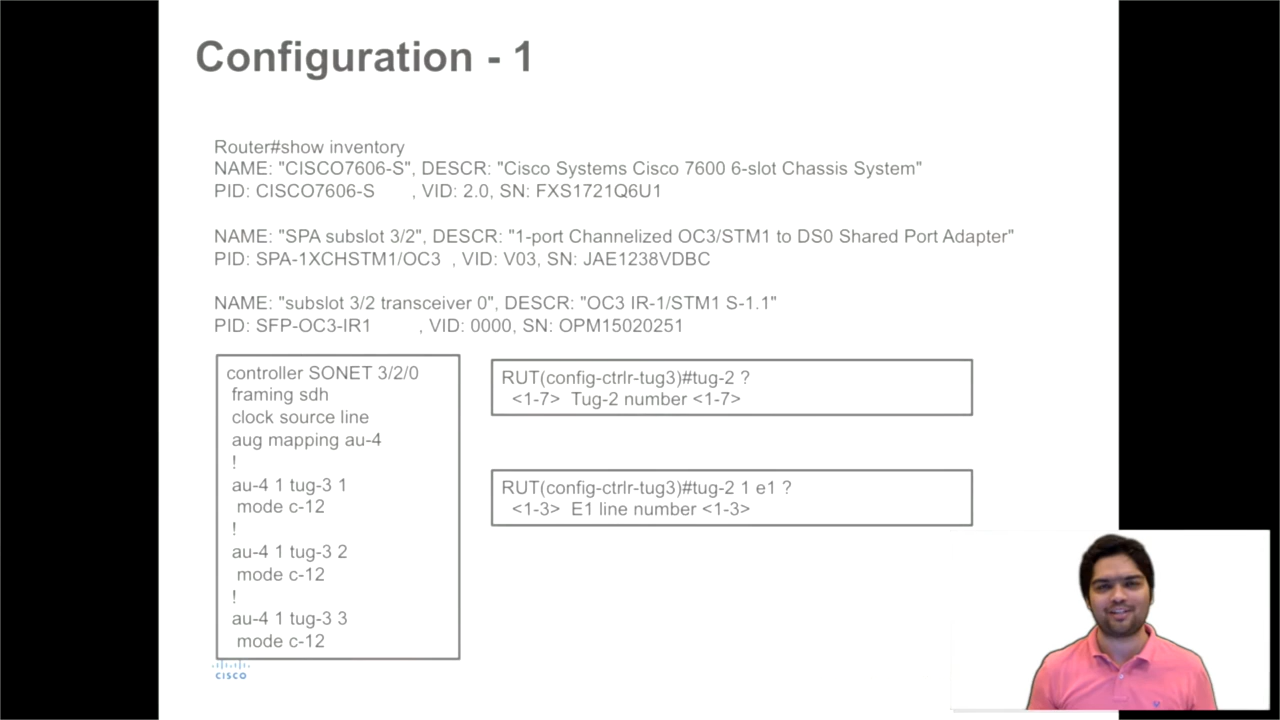 Configuration - 1
Router#show inventory
NAME: "CISCO7606-S", DESCR: "Cisco Systems Cisco 7600 6-slot Chassis System"
PID: CISCO7606-S , VID: 2.0, SN: FXS1721Q6U1
NAME: "SPA subslot 3/2", DESCR: "1-port Channelized OC3/STM1 to DS0 Shared Port Adapter"
PID: SPA-1XCHSTM1/OC3 , VID: V03, SN: JAE1238VDBC
NAME: "subslot 3/2 transceiver 0", DESCR: "OC3 IR-1/STM1 S-1.1"
PID: SFP-OC3-IR1 , VID: 0000, SN: OPM15020251
controller SONET 3/2/0
framing sdh
clock source line
aug mapping au-4
!
au-4 1 tug-3 1
mode c-12
!
au-4 1 tug-3 2
mode c-12
!
au-4 1 tug-3 3
mode c-12
RUT(config-ctrlr-tug3)#tug-2 ?
<1-7> Tug-2 number <1-7>
RUT(config-ctrlr-tug3)#tug-2 1 e1 ?
<1-3> E1 line number <1-3>
CISCO